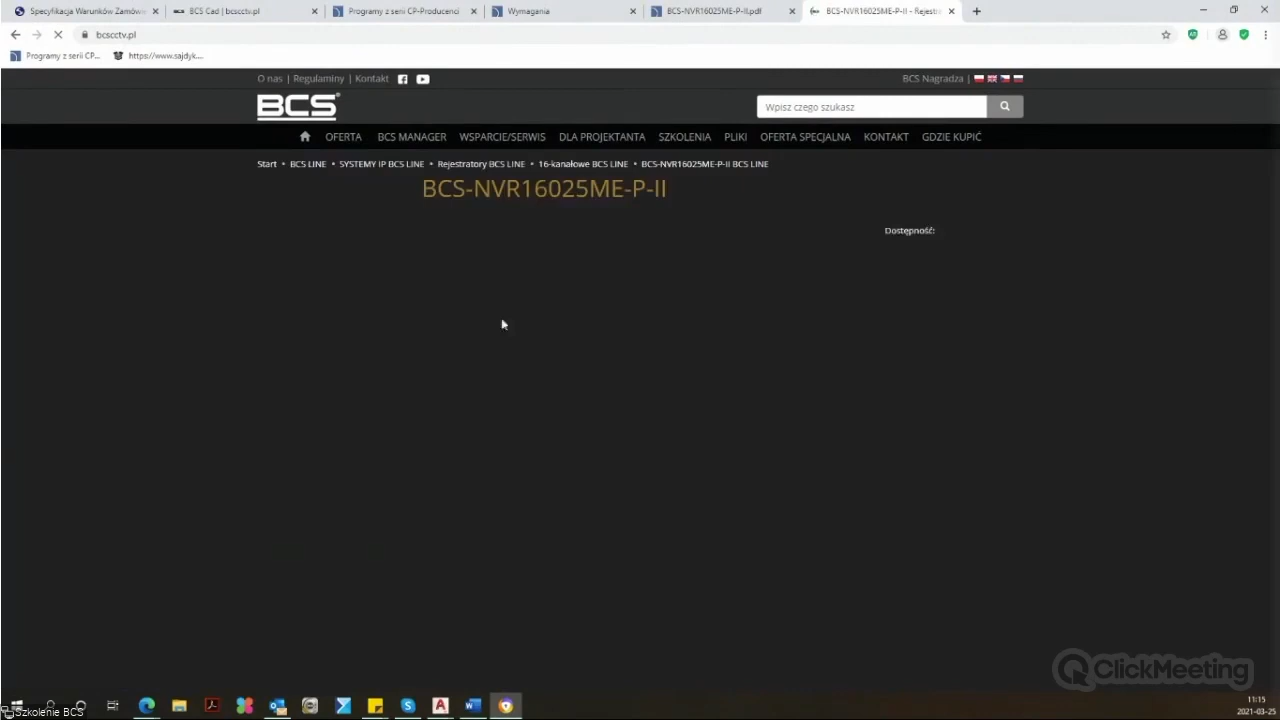 Specyfikacja Warunków Zamówi
BCS Cad | bcscctv.pl
Programy z serii CP-Producenci
Wymagania
BCS-NVR16025ME-P-II.pdf
BCS-NVR16025ME-P-II - Rejestra
bcscctv.pl
Programy z serii CP...
https://www.sajdyk...
O nas | Regulaminy | Kontakt
BCS Nagradza |
BCS®
Wpisz czego szukasz
OFERTA BCS MANAGER WSPARCIE/SERWIS DLA PROJEKTANTA SZKOLENIA PLIKI OFERTA SPECJALNA KONTAKT GDZIE KUPIĆ
Start • BCS LINE • SYSTEMY IP BCS LINE • Rejestratory BCS LINE • 16-kanałowe BCS LINE • BCS-NVR16025ME-P-II BCS LINE
BCS-NVR16025ME-P-II
Dostępność:
ClickMeeting
11:15
Szkolenie BCS
2021-03-25